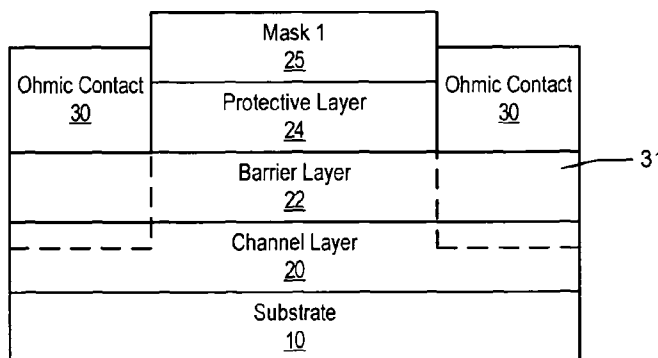 Mask 1
25
Ohmic Contact
30
Protective Layer
24
Ohmic Contact
30
Barrier Layer
22
31
Channel Layer
20
Substrate
10